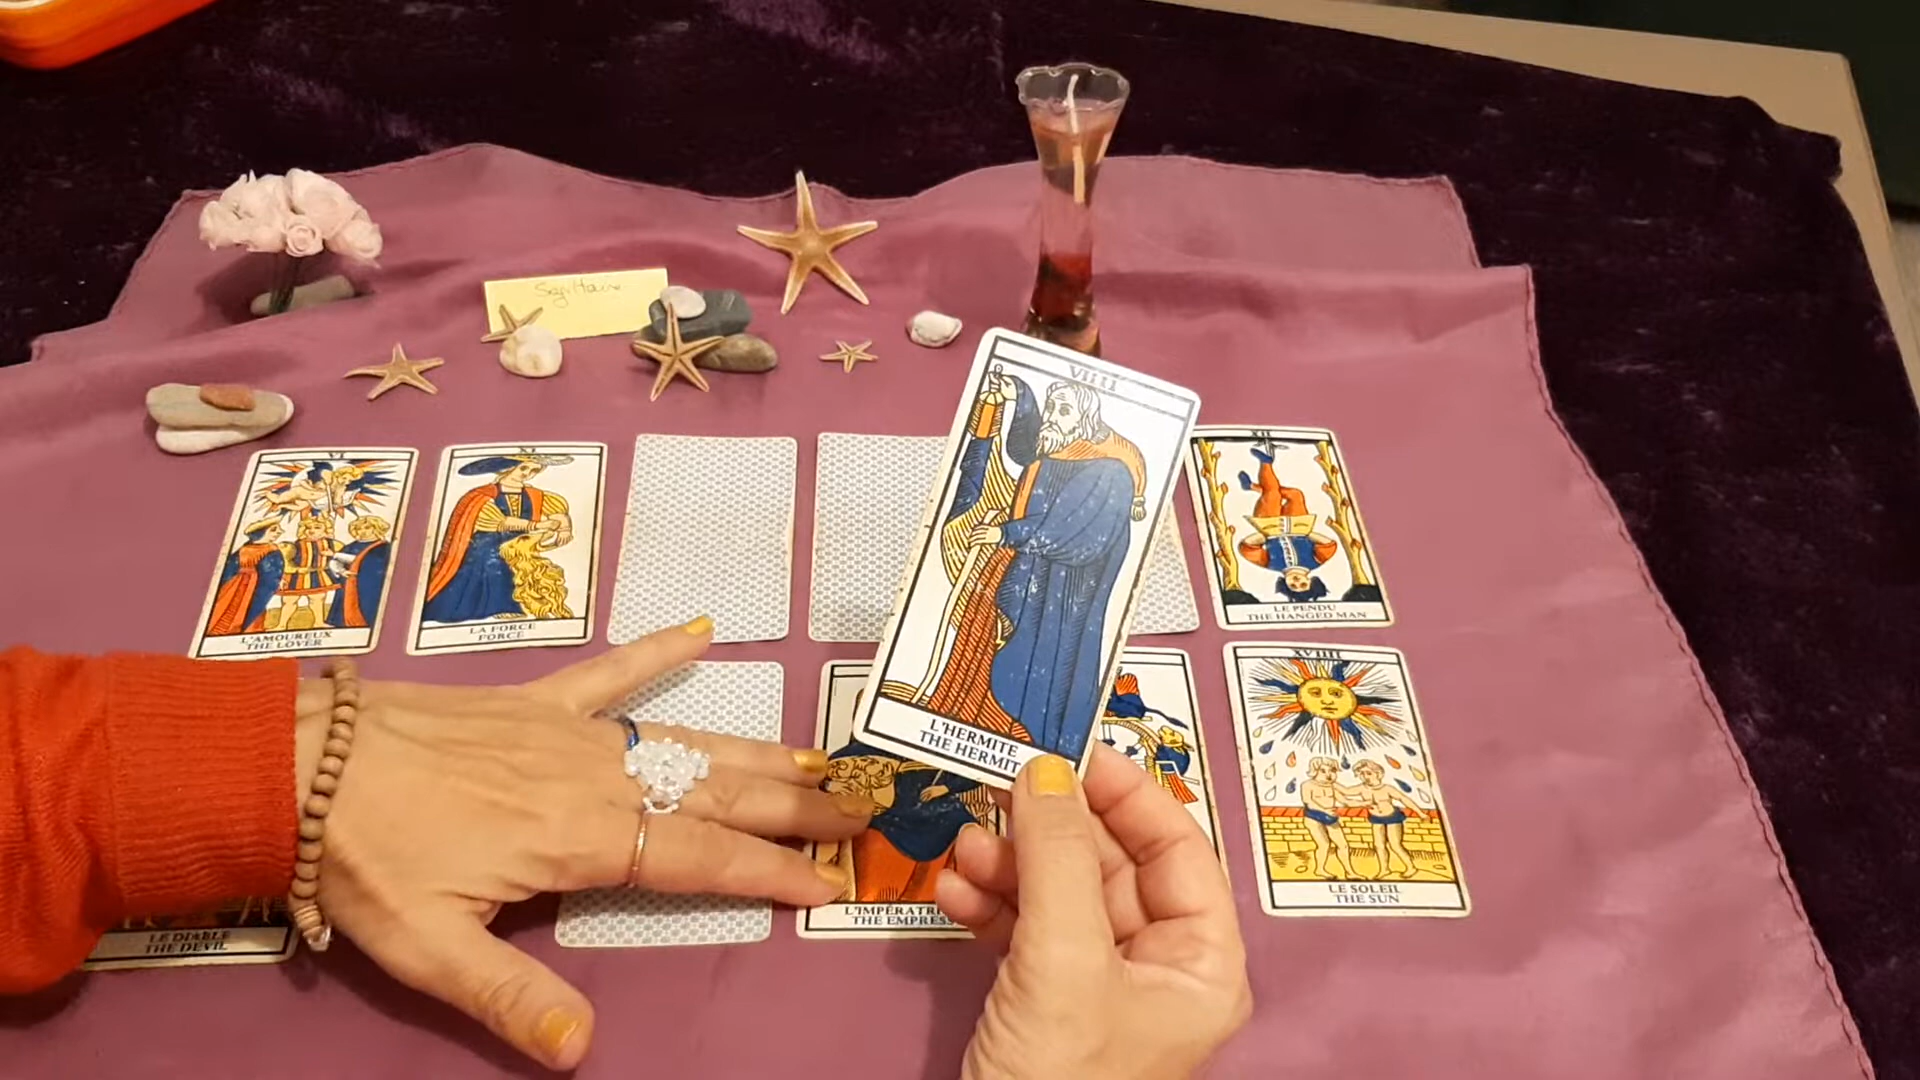 Sagittaire
VI
L'AMOUREUX
THE LOVER
XI
LA FORCE
FORCE
VIIII
L'HERMITE
THE HERMIT
XII
LE PENDU
THE HANGED MAN
LE DIABLE
THE DEVIL
L'IMPÉRATRI
THE EMPRESS
XVIIII
LE SOLEIL
THE SUN